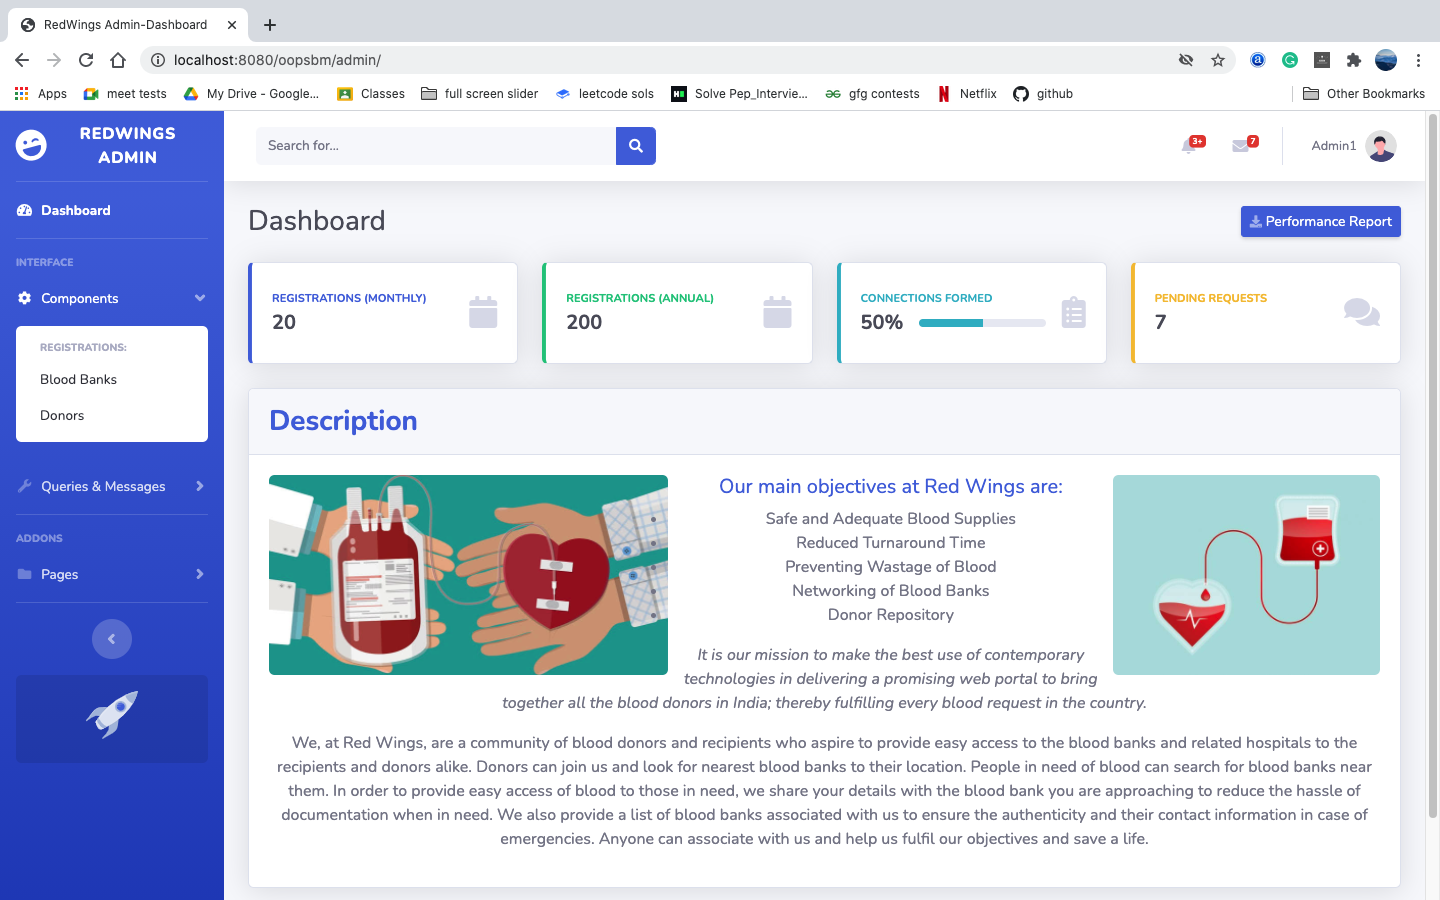 RedWings Admin-Dashboard
localhost:8080/oopsbm/admin/
Apps
meet tests
My Drive - Google...
Classes
full screen slider
leetcode sols
Solve Pep_Intervie...
gfg contests
Netflix
github
Other Bookmarks
REDWINGS
ADMIN
Dashboard
INTERFACE
Components
REGISTRATIONS:
Blood Banks
Donors
Queries & Messages
ADDONS
Pages
Search for...
3+
7
Admin1
Dashboard
Performance Report
REGISTRATIONS (MONTHLY)
20
REGISTRATIONS (ANNUAL)
200
CONNECTIONS FORMED
50%
PENDING REQUESTS
7
Description
Our main objectives at Red Wings are:
Safe and Adequate Blood Supplies
Reduced Turnaround Time
Preventing Wastage of Blood
Networking of Blood Banks
Donor Repository
It is our mission to make the best use of contemporary
technologies in delivering a promising web portal to bring
together all the blood donors in India; thereby fulfilling every blood request in the country.
We, at Red Wings, are a community of blood donors and recipients who aspire to provide easy access to the blood banks and related hospitals to the
recipients and donors alike. Donors can join us and look for nearest blood banks to their location. People in need of blood can search for blood banks near
them. In order to provide easy access of blood to those in need, we share your details with the blood bank you are approaching to reduce the hassle of
documentation when in need. We also provide a list of blood banks associated with us to ensure the authenticity and their contact information in case of
emergencies. Anyone can associate with us and help us fulfil our objectives and save a life.